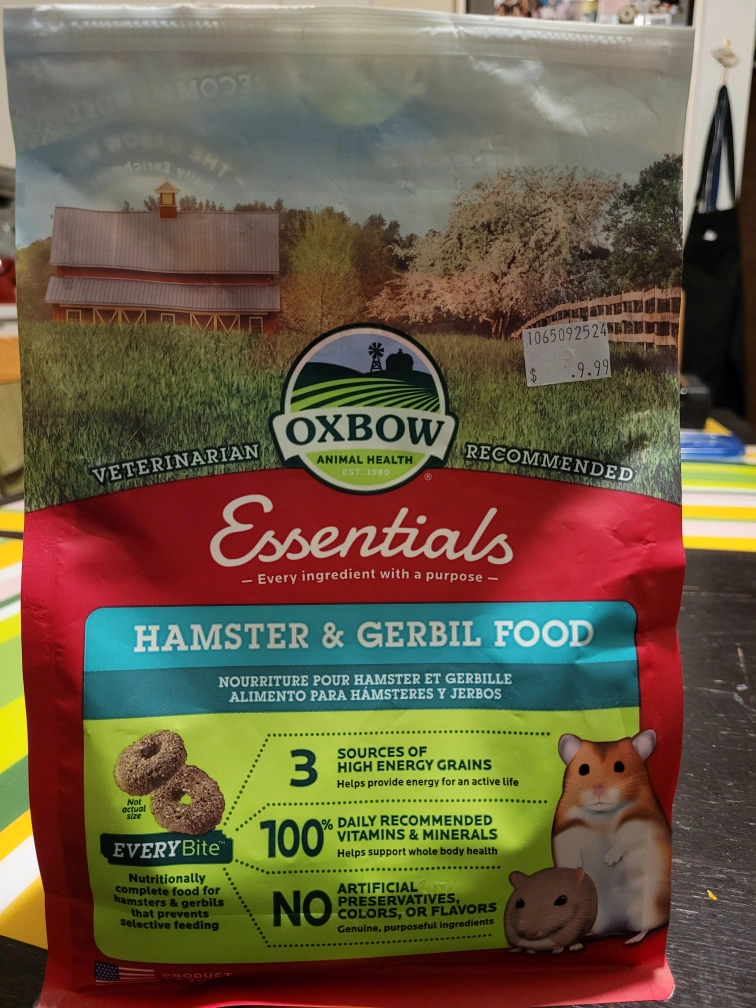 1065092524
$ .9.99
OXBOW
ANIMAL HEALTH
EST. 1980
®
VETERINARIAN RECOMMENDED
Essentials
— Every ingredient with a purpose —
HAMSTER & GERBIL FOOD
NOURRITURE POUR HAMSTER ET GERBILLE
ALIMENTO PARA HÁMSTERES Y JERBOS
Not
actual
size
EVERYBite™
Nutritionally
complete food for
hamsters & gerbils
that prevents
selective feeding
3 SOURCES OF
HIGH ENERGY GRAINS
Helps provide energy for an active life
100% DAILY RECOMMENDED
VITAMINS & MINERALS
Helps support whole body health
NO ARTIFICIAL
PRESERVATIVES,
COLORS, OR FLAVORS
Genuine, purposeful ingredients
PRODUCT